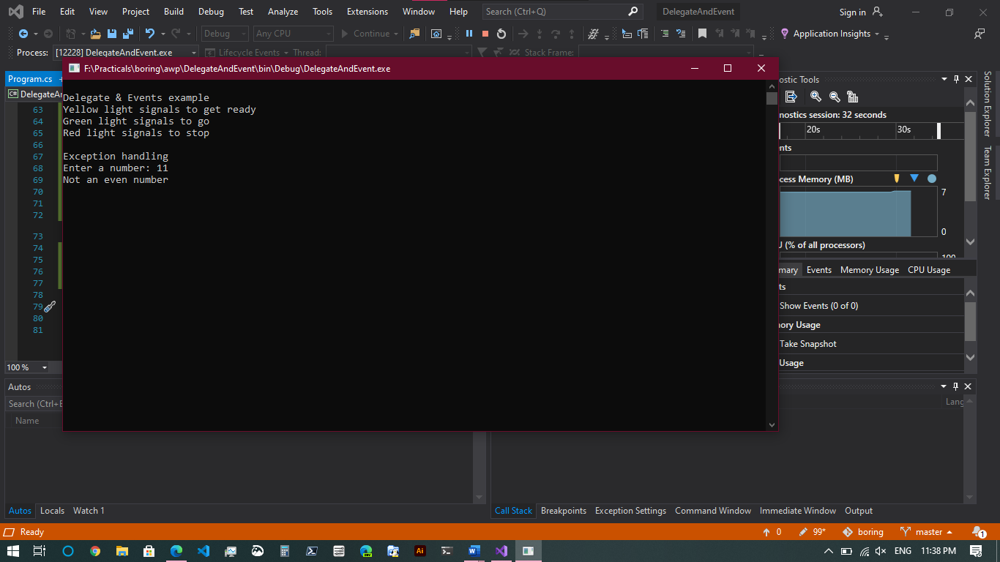 File Edit View Project Build Debug Test Analyze Tools Extensions Window Help Search (Ctrl+Q) DelegateAndEvent Sign in
Debug Any CPU Continue Application Insights
Process: [12228] DelegateAndEvent.exe Lifecycle Events Thread: Stack Frame:
F:\Practicals\boring\awp\DelegateAndEvent\bin\Debug\DelegateAndEvent.exe
Program.cs
C# DelegateAn
Delegate & Events example
Yellow light signals to get ready
Green light signals to go
Red light signals to stop
Exception handling
Enter a number: 11
Not an even number
63
64
65
66
67
68
69
70
71
72
73
74
75
76
77
78
79
80
81
100 %
ostic Tools
nostics session: 32 seconds
20s 30s
nts
cess Memory (MB)
7
0
U (% of all processors)
100
mary Events Memory Usage CPU Usage
ts
Show Events (0 of 0)
ory Usage
Take Snapshot
Usage
Solution Explorer
Team Explorer
Autos
Search (Ctrl+E
Name
Lang
Autos Locals Watch 1
Call Stack Breakpoints Exception Settings Command Window Immediate Window Output
Ready 0 99* boring master 1
DEV Ai W ENG 11:38 PM